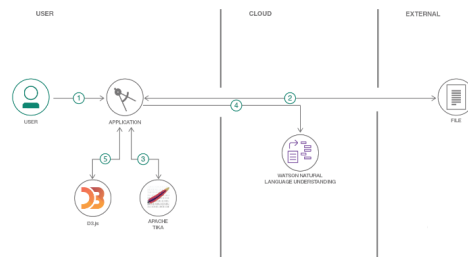 USER
CLOUD
EXTERNAL
1
2
4
USER
APPLICATION
FILE
5
3
WATSON NATURAL
LANGUAGE UNDERSTANDING
D3.js
APACHE
TIKA